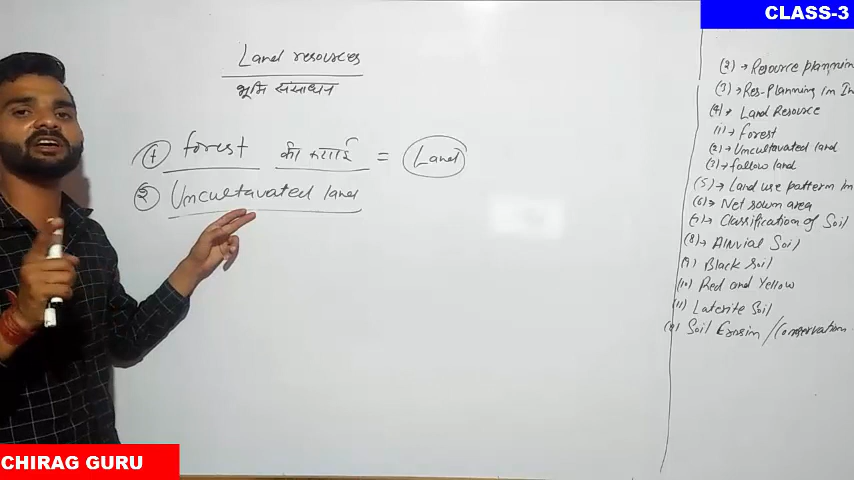 CLASS-3
Land resources
भूमि संसाधन
① forest की कटाई = Land
② Uncultavated land
(2) → Resource planning
(3) → Res-Planning in In
(4) → Land Resource
(1) → forest
(2) → Uncultavated land
(3) → fallow land
(5) → Land use pattern in
(6) → Net sown area
(7) → Classification of Soil
(8) → Alluvial Soil
(9) Black Soil
(10) Red and Yellow
(11) Laterite Soil
Soil Erosion / Conservation
CHIRAG GURU